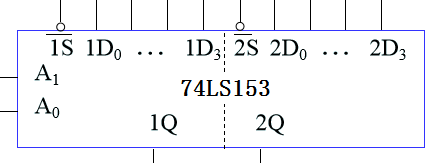 1S 1D₀ … 1D₃ 2S 2D₀ … 2D₃
A₁
74LS153
A₀
1Q 2Q